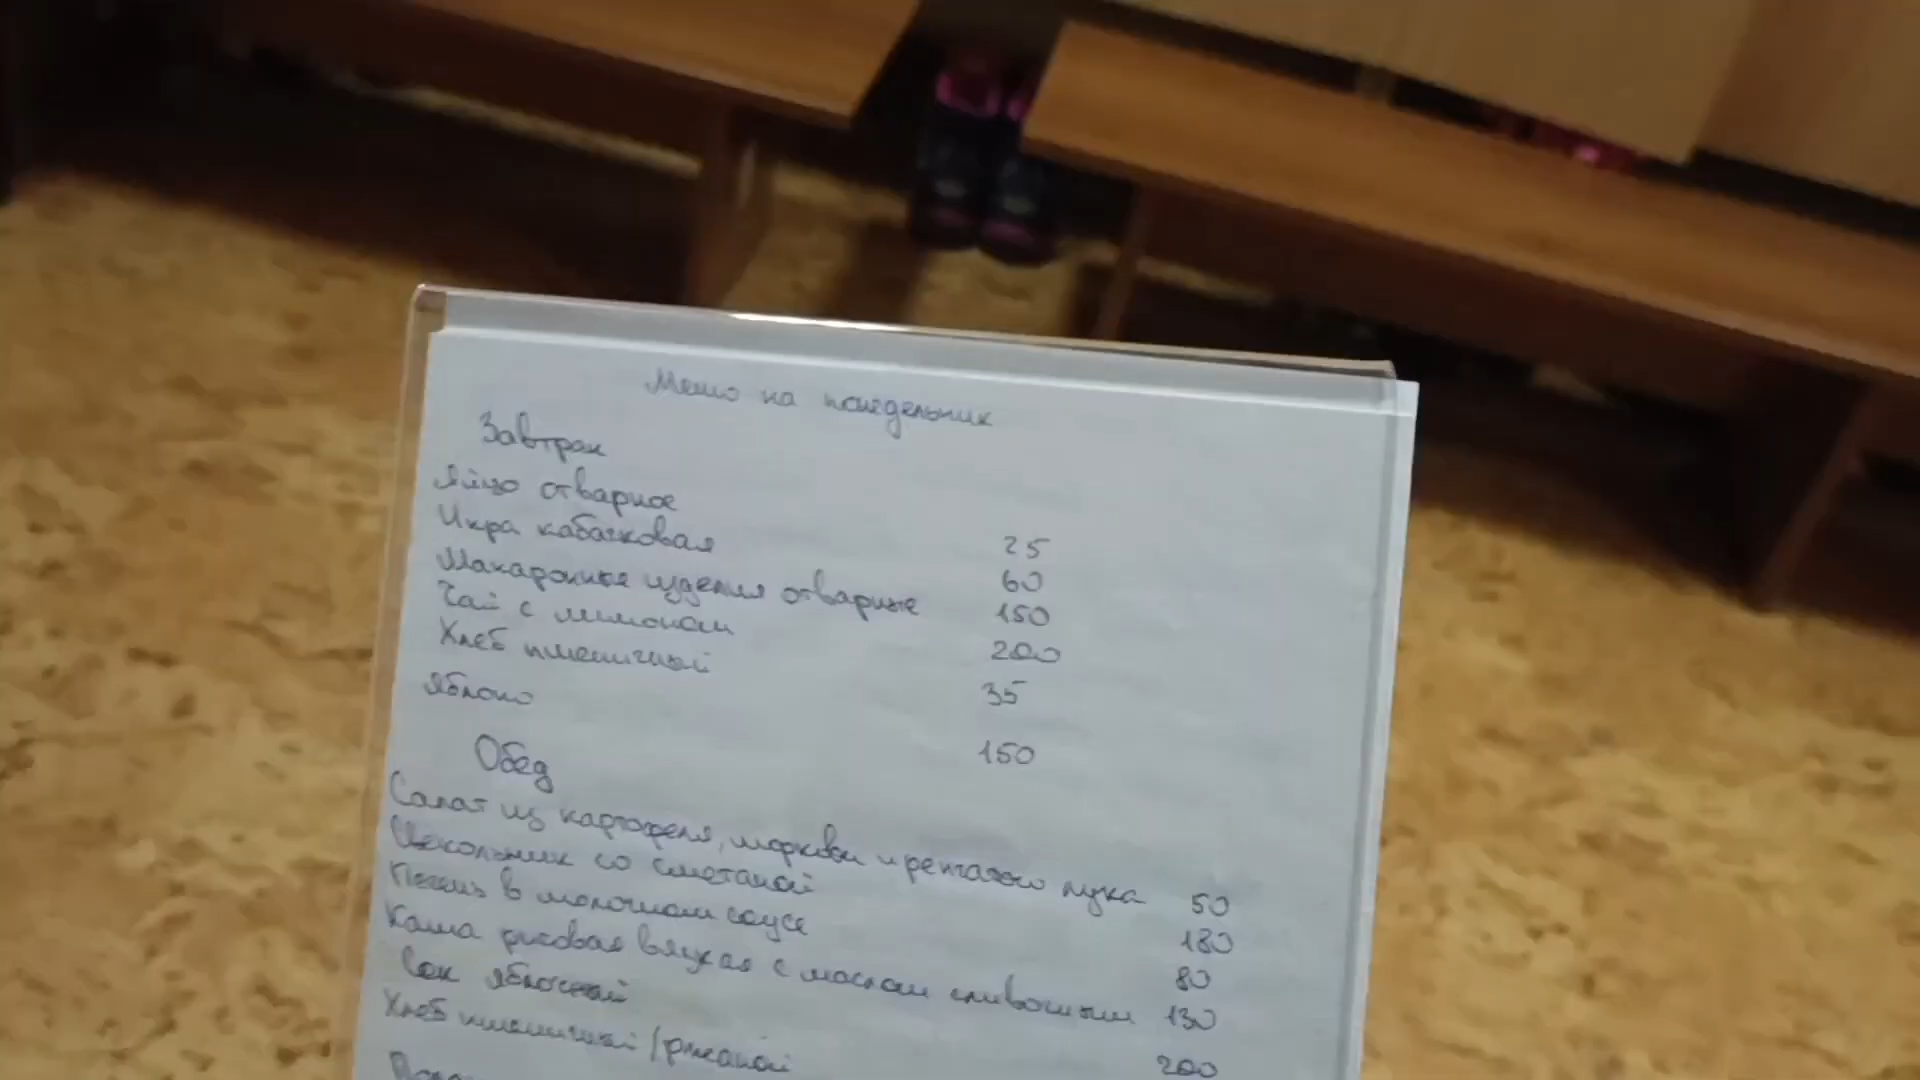 Меню на понедельник
Завтрак
Яйцо отварное
Икра кабачковая 25
Макаронные изделия отварные 60
Чай с лимоном 150
Хлеб пшеничный 200
Яблоко 35
150
Обед
Салат из картофеля, моркови и репчатого лука 50
со сметаной 180
Печень в молочном соусе 80
Каша рисовая вязкая с маслом сливочным 130
Сок яблочный 200
Хлеб пшеничный/ржаной